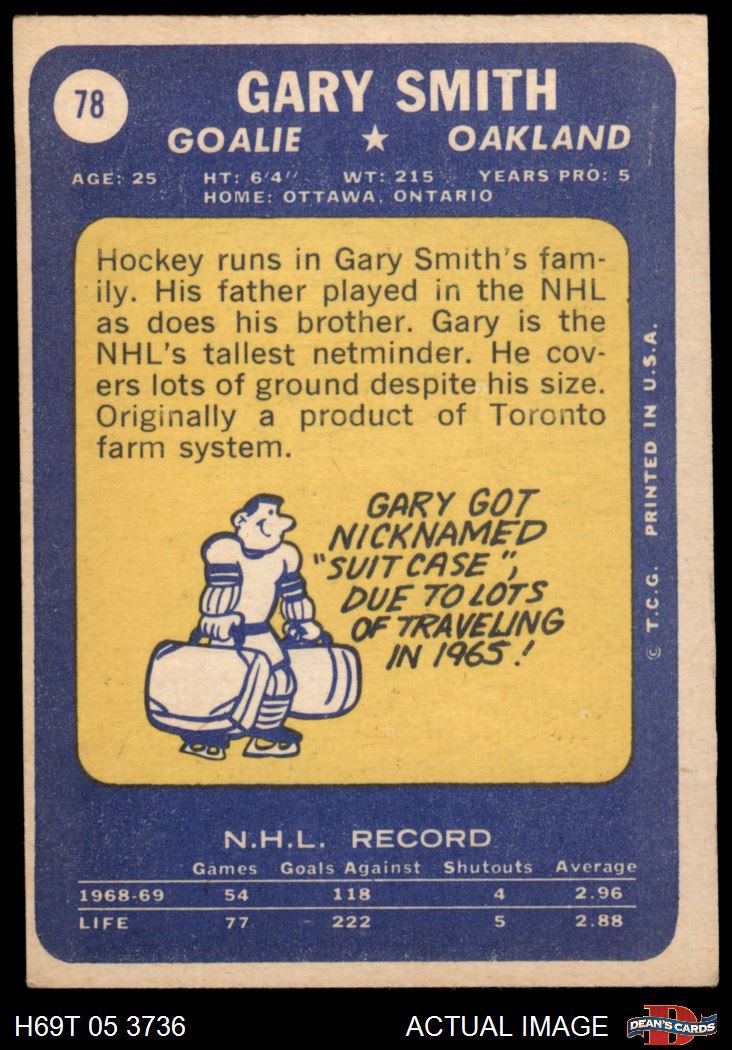 78
GARY SMITH
GOALIE ★ OAKLAND
AGE: 25 HT: 6'4" WT: 215 YEARS PRO: 5
HOME: OTTAWA, ONTARIO
Hockey runs in Gary Smith's fam-
ily. His father played in the NHL
as does his brother. Gary is the
NHL's tallest netminder. He cov-
ers lots of ground despite his size.
Originally a product of Toronto
farm system.
GARY GOT
NICKNAMED
"SUITCASE",
DUE TO LOTS
OF TRAVELING
IN 1965!
© T.C.G. PRINTED IN U.S.A.
N.H.L. RECORD
Games Goals Against Shutouts Average
1968-69 54 118 4 2.96
LIFE 77 222 5 2.88
H69T 05 3736 ACTUAL IMAGE
D
DEAN'S CARDS